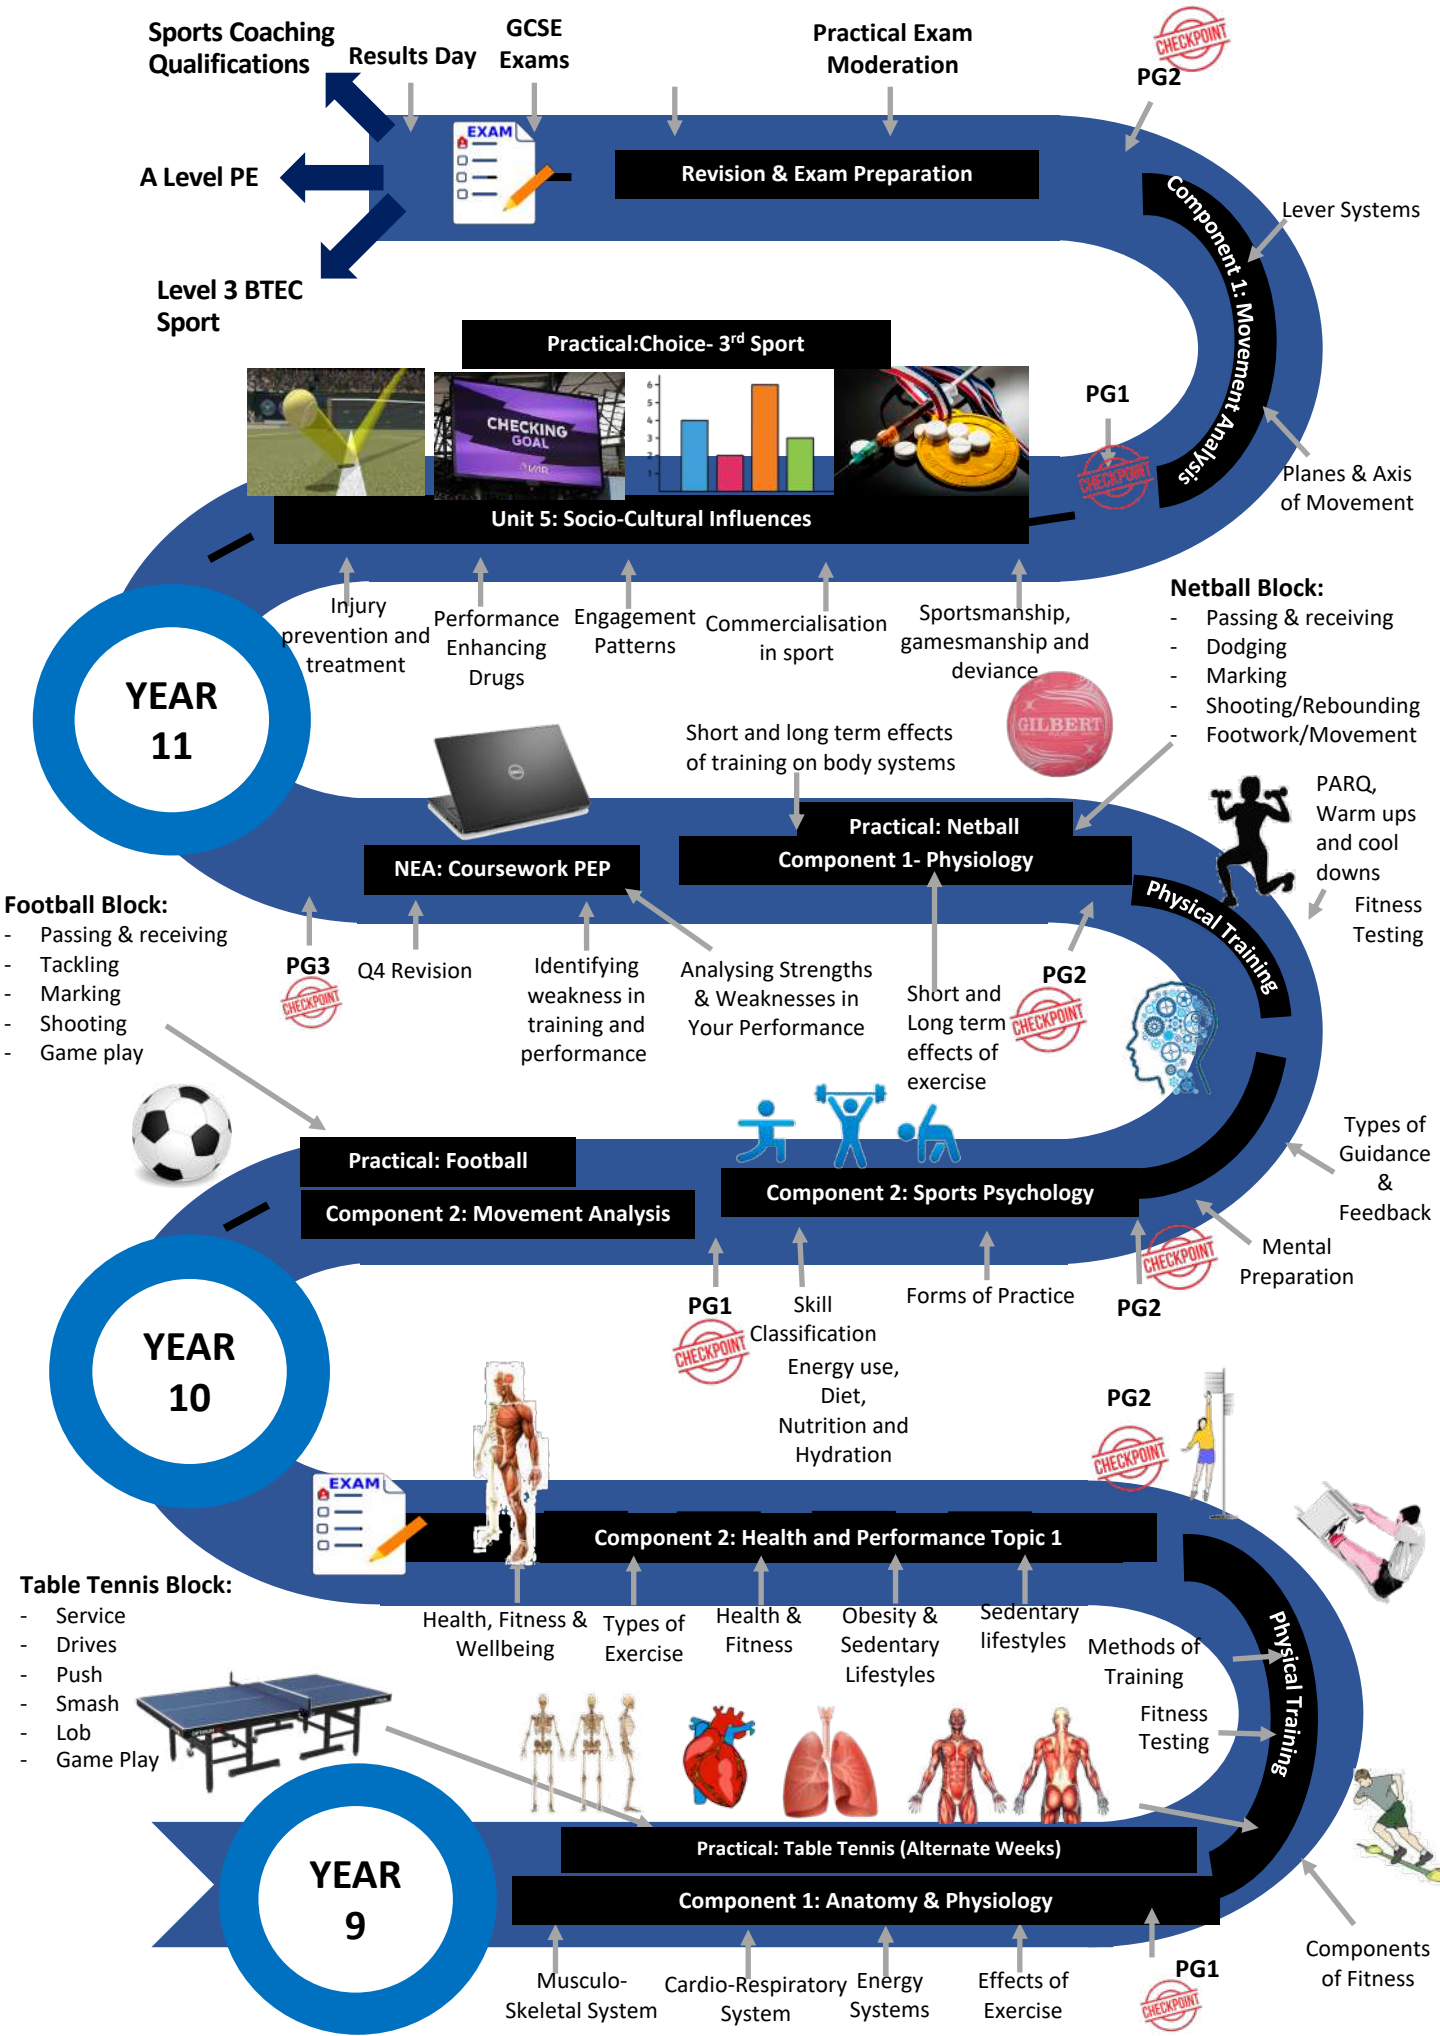 Sports Coaching
Qualifications
Results Day
GCSE
Exams
Practical Exam
Moderation
PG2
CHECKPOINT
EXAM
A Level PE
Revision & Exam Preparation
Component 1: Movement Analysis
Lever Systems
Level 3 BTEC
Sport
Practical:Choice- 3rd Sport
CHECKING
GOAL
VAR
6
5
4
3
2
1
PG1
CHECKPOINT
Planes & Axis
of Movement
Unit 5: Socio-Cultural Influences
Injury
prevention and
treatment
Performance
Enhancing
Drugs
Engagement
Patterns
Commercialisation
in sport
Sportsmanship,
gamesmanship and
deviance
Netball Block:
- Passing & receiving
- Dodging
- Marking
- Shooting/Rebounding
- Footwork/Movement
YEAR
11
GILBERT
Short and long term effects
of training on body systems
PARQ,
Warm ups
and cool
downs
Practical: Netball
Component 1- Physiology
NEA: Coursework PEP
Physical Training
Fitness
Testing
Football Block:
- Passing & receiving
- Tackling
- Marking
- Shooting
- Game play
PG3
CHECKPOINT
Q4 Revision
Identifying
weakness in
training and
performance
Analysing Strengths
& Weaknesses in
Your Performance
Short and
Long term
effects of
exercise
PG2
CHECKPOINT
Types of
Guidance
&
Feedback
Practical: Football
Component 2: Movement Analysis
Component 2: Sports Psychology
Mental
Preparation
PG1
CHECKPOINT
Skill
Classification
Forms of Practice
PG2
CHECKPOINT
YEAR
10
Energy use,
Diet,
Nutrition and
Hydration
PG2
CHECKPOINT
EXAM
Component 2: Health and Performance Topic 1
Table Tennis Block:
- Service
- Drives
- Push
- Smash
- Lob
- Game Play
Health, Fitness &
Wellbeing
Types of
Exercise
Health &
Fitness
Obesity &
Sedentary
Lifestyles
Sedentary
lifestyles
Methods of
Training
Fitness
Testing
Physical Training
YEAR
9
Practical: Table Tennis (Alternate Weeks)
Component 1: Anatomy & Physiology
Musculo-
Skeletal System
Cardio-Respiratory
System
Energy
Systems
Effects of
Exercise
PG1
CHECKPOINT
Components
of Fitness